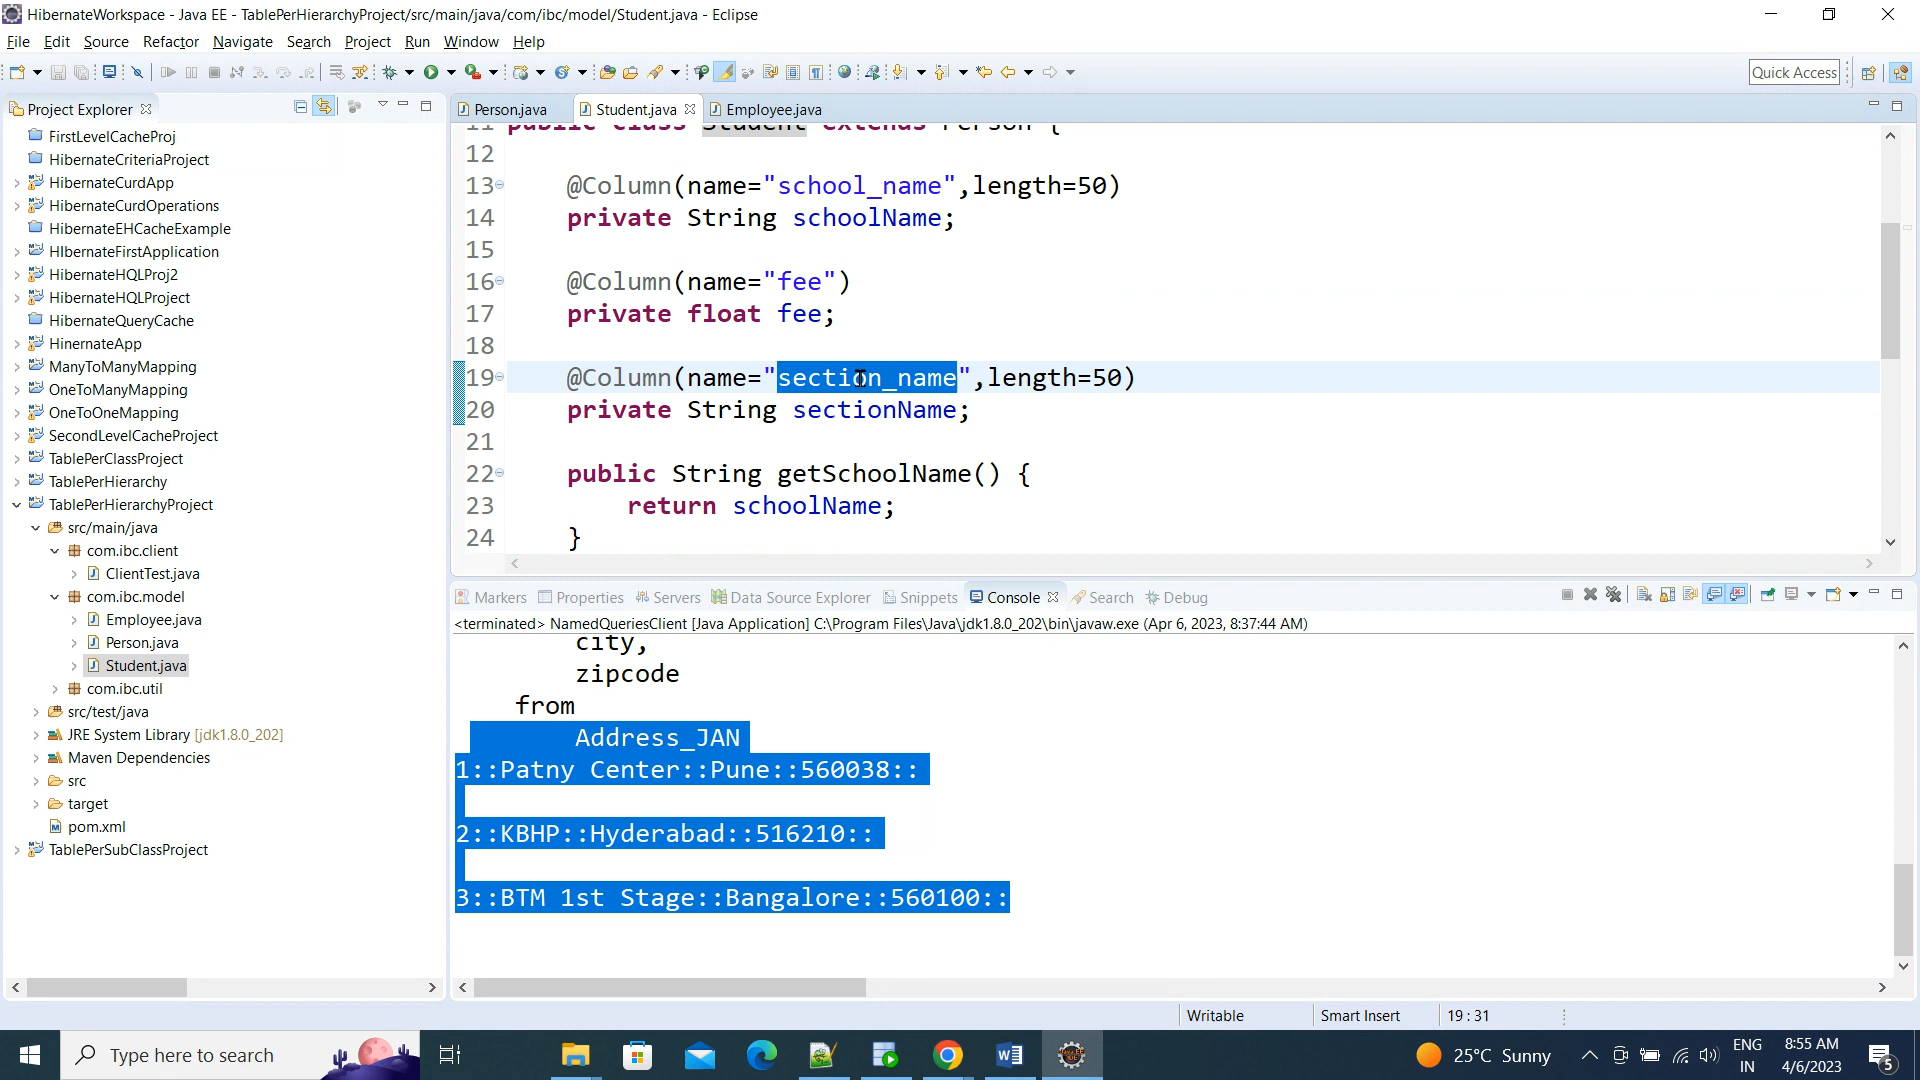 HibernateWorkspace - Java EE - TablePerHierarchyProject/src/main/java/com/ibc/model/Student.java - Eclipse
File Edit Source Refactor Navigate Search Project Run Window Help
Quick Access
Project Explorer
FirstLevelCacheProj
HibernateCriteriaProject
HibernateCurdApp
HibernateCurdOperations
HibernateEHCacheExample
HIbernateFirstApplication
HibernateHQLProj2
HibernateHQLProject
HibernateQueryCache
HinernateApp
ManyToManyMapping
OneToManyMapping
OneToOneMapping
SecondLevelCacheProject
TablePerClassProject
TablePerHierarchy
TablePerHierarchyProject
src/main/java
com.ibc.client
ClientTest.java
com.ibc.model
Employee.java
Person.java
Student.java
com.ibc.util
src/test/java
JRE System Library [jdk1.8.0_202]
Maven Dependencies
src
target
pom.xml
TablePerSubClassProject
Person.java Student.java Employee.java
11 public class Student extends Person {
12
13 @Column(name="school_name",length=50)
14 private String schoolName;
15
16 @Column(name="fee")
17 private float fee;
18
19 @Column(name="section_name",length=50)
20 private String sectionName;
21
22 public String getSchoolName() {
23 return schoolName;
24 }
Markers Properties Servers Data Source Explorer Snippets Console Search Debug
<terminated> NamedQueriesClient [Java Application] C:\Program Files\Java\jdk1.8.0_202\bin\javaw.exe (Apr 6, 2023, 8:37:44 AM)
city,
zipcode
from
Address_JAN
1::Patny Center::Pune::560038::
2::KBHP::Hyderabad::516210::
3::BTM 1st Stage::Bangalore::560100::
Writable Smart Insert 19 : 31
Type here to search
25°C Sunny
ENG
IN
8:55 AM
4/6/2023
5